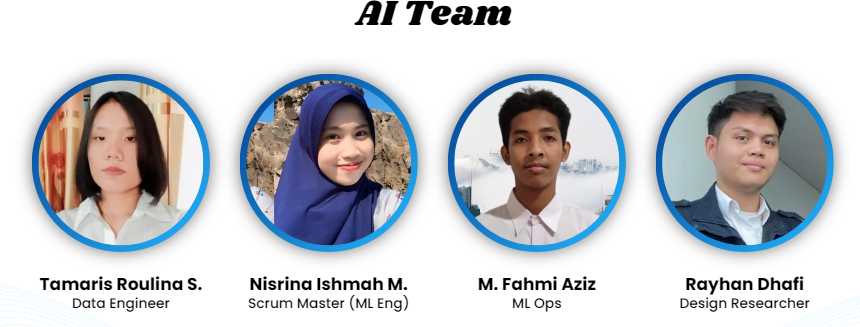 AI Team
Tamaris Roulina S.
Data Engineer
Nisrina Ishmah M.
Scrum Master (ML Eng)
M. Fahmi Aziz
ML Ops
Rayhan Dhafi
Design Researcher